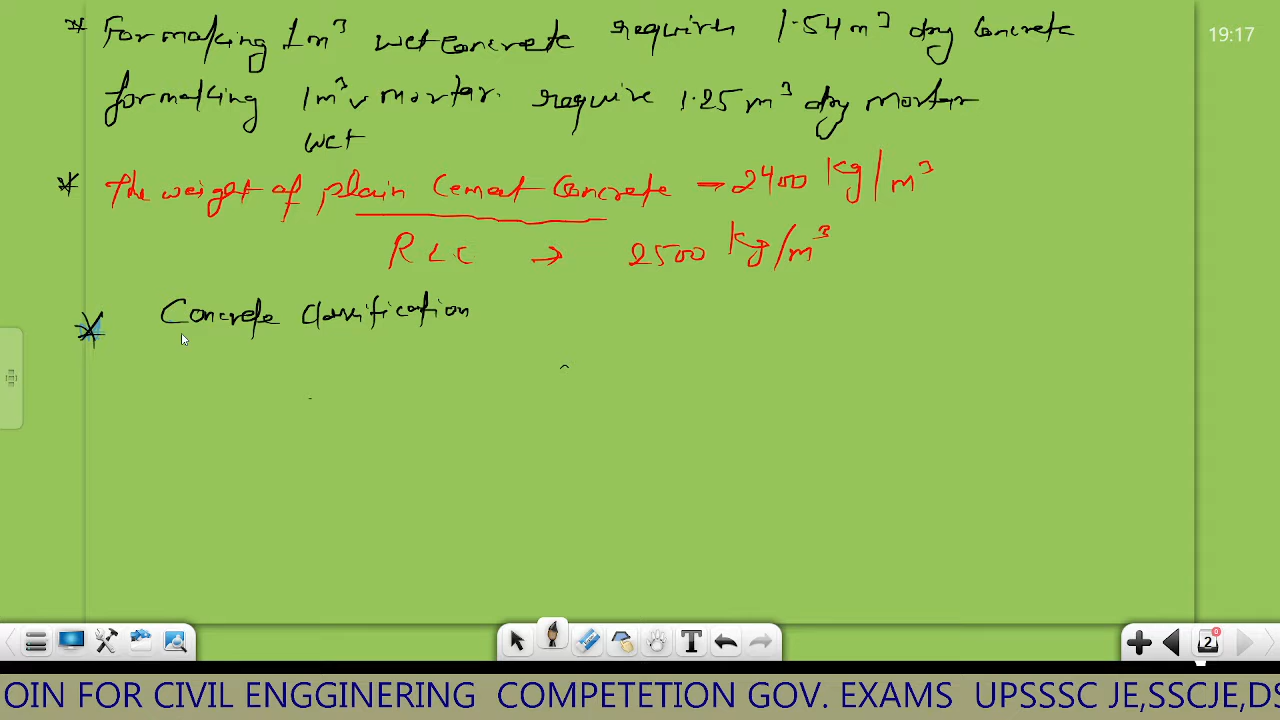 * For making 1m³ wet concrete requires 1.54 m³ dry Concrete
19:17
for making 1m³ v mortar. require 1.25 m³ dry mortar
wet
* The weight of plain Cement Concrete → 2400 kg/m³
RCC → 2500 kg/m³
* Concrete Classification
T
2
OIN FOR CIVIL ENGGINERING COMPETETION GOV. EXAMS UPSSSC JE,SSCJE,DS